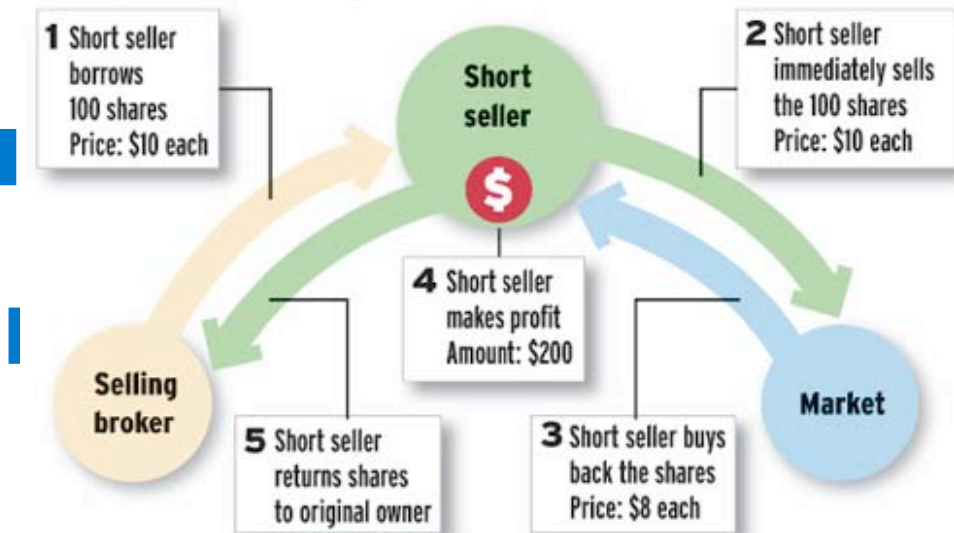 1 Short seller
borrows
100 shares
Price: $10 each
Short
seller
$
2 Short seller
immediately sells
the 100 shares
Price: $10 each
4 Short seller
makes profit
Amount: $200
Selling
broker
Market
5 Short seller
returns shares
to original owner
3 Short seller buys
back the shares
Price: $8 each